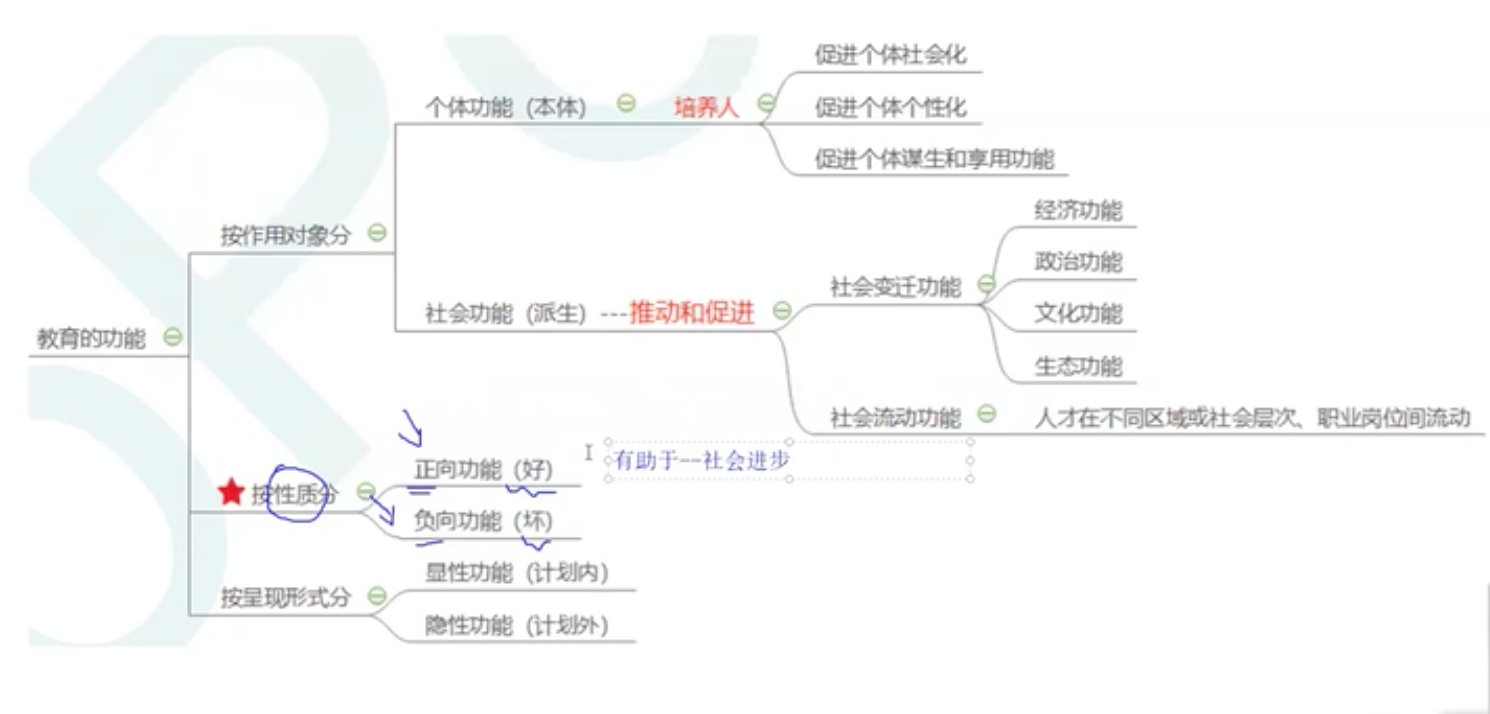 促进个体社会化
个体功能（本体） 培养人
促进个体个性化
促进个体谋生和享用功能
经济功能
按作用对象分
政治功能
社会变迁功能
社会功能（派生）---推动和促进
文化功能
教育的功能
生态功能
社会流动功能 人才在不同区域或社会层次、职业岗位间流动
正向功能（好） 有助于--社会进步
★按性质分
负向功能（坏）
显性功能（计划内）
按呈现形式分
隐性功能（计划外）